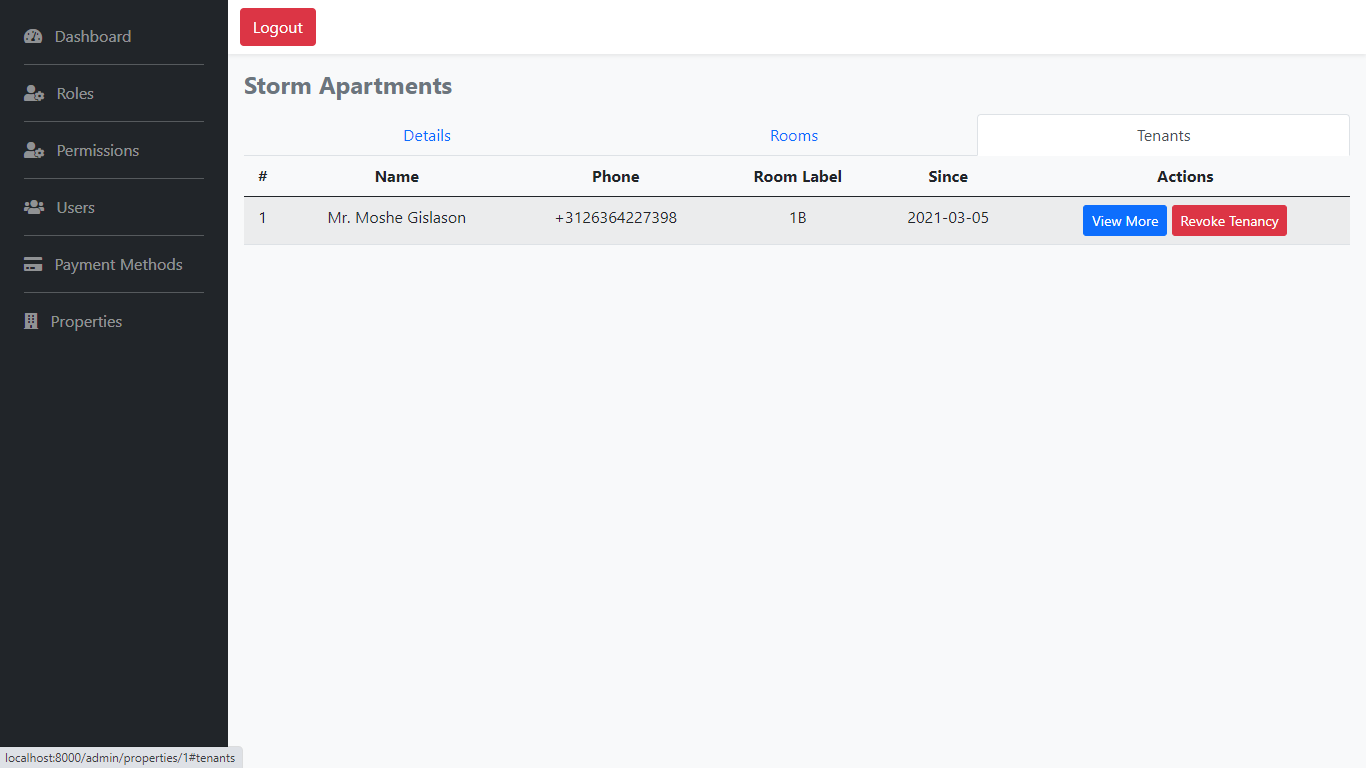 Dashboard
Roles
Permissions
Users
Payment Methods
Properties
Logout
Storm Apartments
Details Rooms Tenants
# Name Phone Room Label Since Actions
1 Mr. Moshe Gislason +3126364227398 1B 2021-03-05 View More Revoke Tenancy
localhost:8000/admin/properties/1#tenants